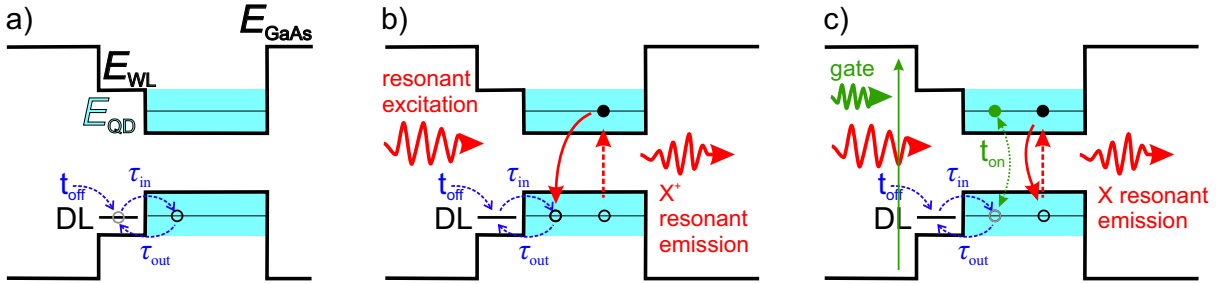 a)
E_GaAs
E_WL
E_QD
t_off
τ_in
DL
τ_out
b)
resonant
excitation
t_off
τ_in
DL
τ_out
X⁺
resonant
emission
c)
gate
t_on
t_off
τ_in
DL
τ_out
X resonant
emission